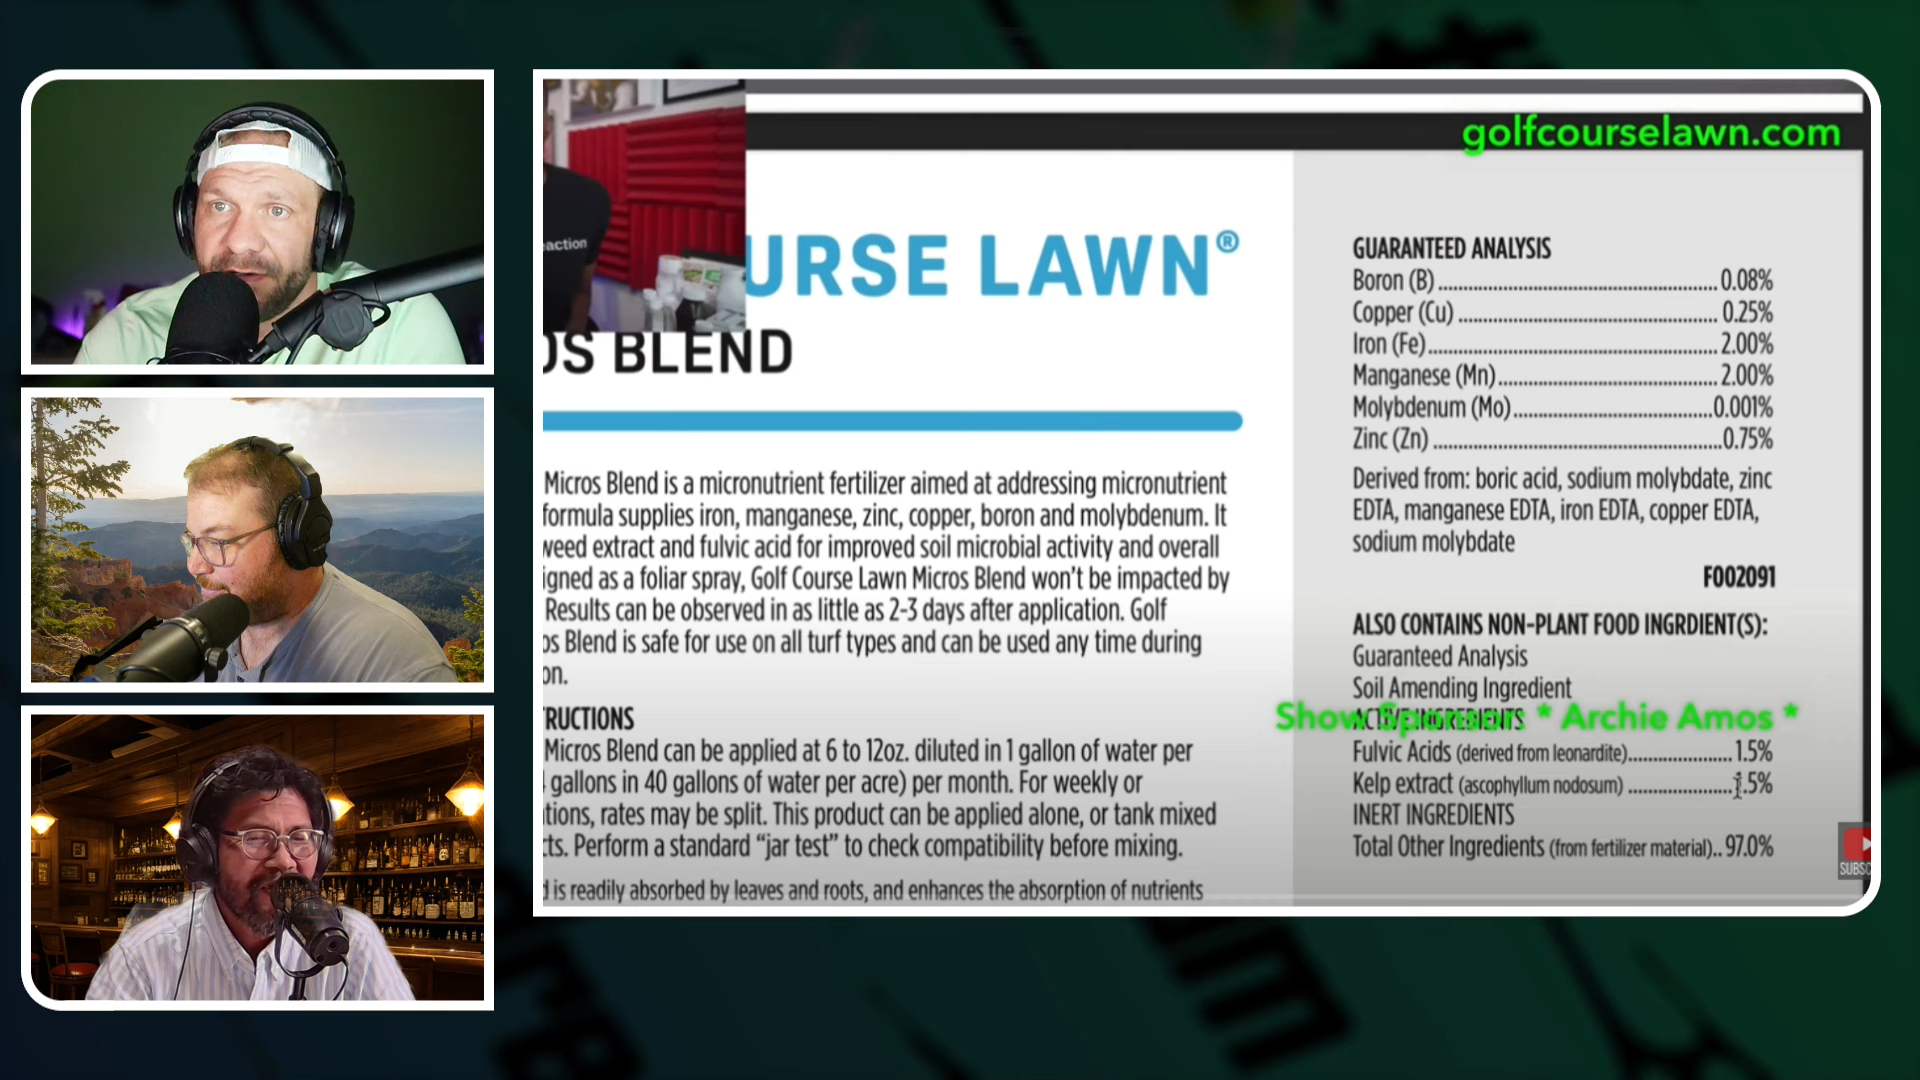 golfcourselawn.com
action
URSE LAWN®
OS BLEND
Micros Blend is a micronutrient fertilizer aimed at addressing micronutrient
formula supplies iron, manganese, zinc, copper, boron and molybdenum. It
weed extract and fulvic acid for improved soil microbial activity and overall
igned as a foliar spray, Golf Course Lawn Micros Blend won't be impacted by
Results can be observed in as little as 2-3 days after application. Golf
os Blend is safe for use on all turf types and can be used any time during
on.
RUCTIONS
Micros Blend can be applied at 6 to 12oz. diluted in 1 gallon of water per
gallons in 40 gallons of water per acre) per month. For weekly or
tions, rates may be split. This product can be applied alone, or tank mixed
cts. Perform a standard “jar test” to check compatibility before mixing.
d is readily absorbed by leaves and roots, and enhances the absorption of nutrients
GUARANTEED ANALYSIS
Boron (B) 0.08%
Copper (Cu) 0.25%
Iron (Fe) 2.00%
Manganese (Mn) 2.00%
Molybdenum (Mo) 0.001%
Zinc (Zn) 0.75%
Derived from: boric acid, sodium molybdate, zinc
EDTA, manganese EDTA, iron EDTA, copper EDTA,
sodium molybdate
F002091
ALSO CONTAINS NON-PLANT FOOD INGRDIENT(S):
Guaranteed Analysis
Soil Amending Ingredient
ACTIVE INGREDIENTS
Show Sponsor: * Archie Amos *
Fulvic Acids (derived from leonardite) 1.5%
Kelp extract (ascophyllum nodosum) 1.5%
INERT INGREDIENTS
Total Other Ingredients (from fertilizer material).. 97.0%
SUBSC